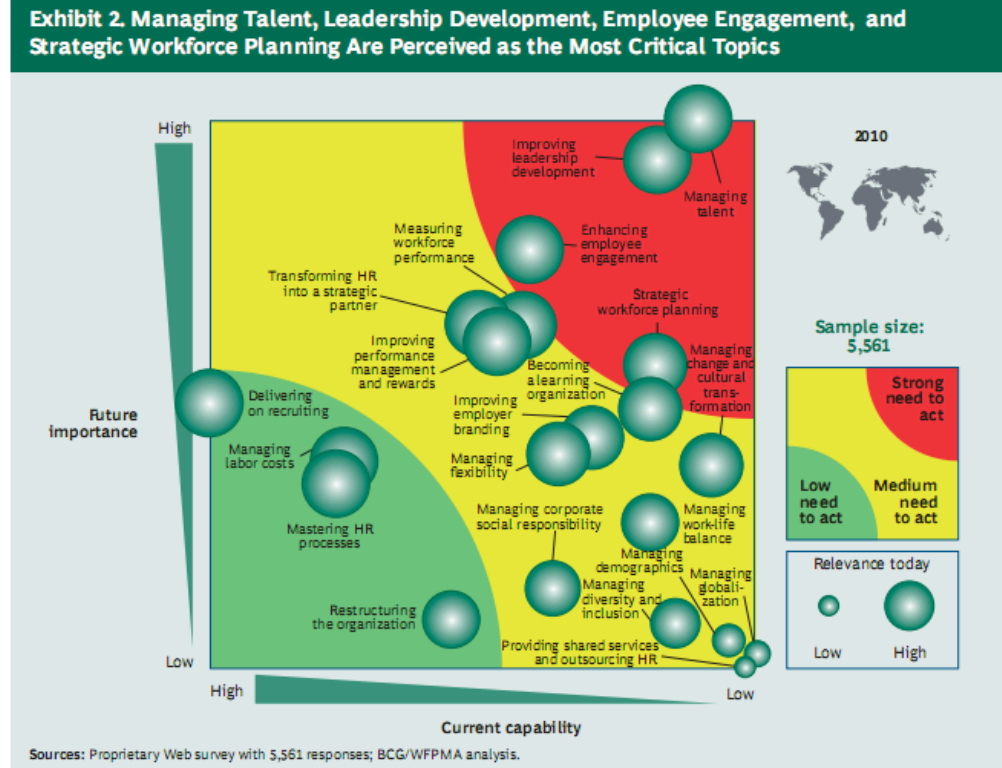 Exhibit 2. Managing Talent, Leadership Development, Employee Engagement, and
Strategic Workforce Planning Are Perceived as the Most Critical Topics
High
Future
importance
Low
Improving
leadership
development
Managing
talent
Measuring
workforce
performance
Enhancing
employee
engagement
Transforming HR
into a strategic
partner
Strategic
workforce planning
Improving
performance
management
and rewards
Becoming
a learning
organization
Managing
change and
cultural
trans-
formation
Delivering
on recruiting
Improving
employer
branding
Managing
labor costs
Managing
flexibility
Mastering HR
processes
Managing corporate
social responsibility
Managing
work-life
balance
Managing
demographics
Managing
globali-
zation
Managing
diversity and
inclusion
Restructuring
the organization
Providing shared services
and outsourcing HR
High
Low
Current capability
2010
Sample size:
5,561
Strong
need to
act
Low
need
to act
Medium
need
to act
Relevance today
Low
High
Sources: Proprietary Web survey with 5,561 responses; BCG/WFPMA analysis.